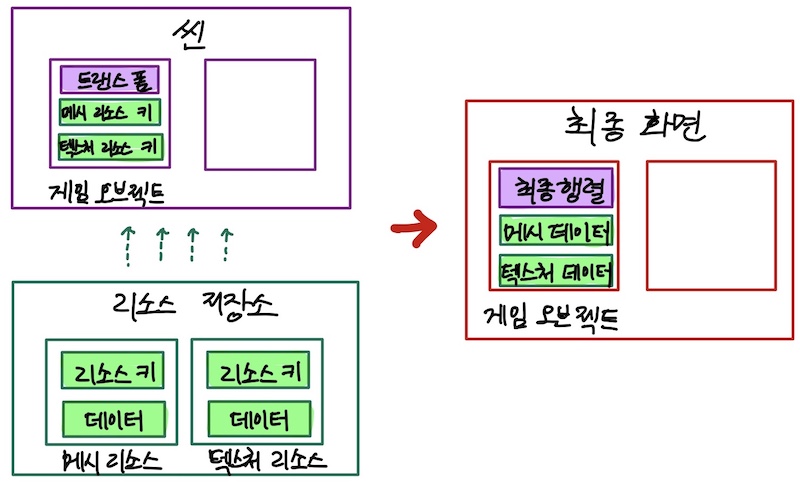 씬
트랜스 폼
메시 리소스 키
텍스처 리소스 키
게임 오브젝트
리소스 저장소
리소스 키
데이터
메시 리소스
리소스 키
데이터
텍스처 리소스
최종 화면
최종행렬
메시 데이터
텍스처 데이터
게임 오브젝트